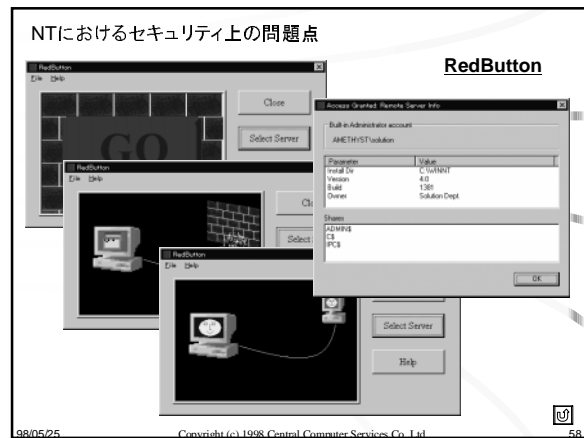 NTにおけるセキュリティ上の問題点
RedButton
RedButton
File Help
GO
Close
Select Server
RedButton
File Help
Select
RedButton
File Help
Select Server
Help
Access Granted: Remote Server Info
Built-in Administrator account
AMETHYST\solution
Parameter Value
Install Dir C:\WINNT
Version 4.0
Build 1381
Owner Solution Dept.
Shares
ADMIN$
C$
IPC$
OK
98/05/25
Copyright (c) 1998 Central Computer Services Co. Ltd
58